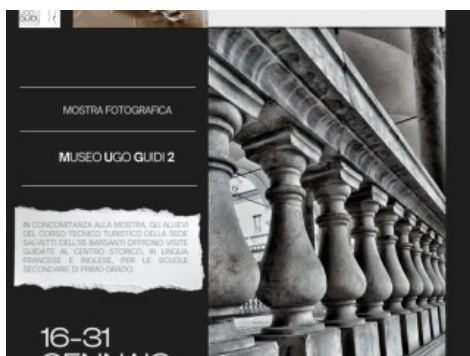 MOSTRA FOTOGRAFICA
MUSEO UGO GUIDI 2
IN CONCOMITANZA ALLA MOSTRA, GLI ALLIEVI
DEL CORSO TECNICO TURISTICO DELLA SEDE
SALVETTI DELL'IS BARSANTI OFFRONO VISITE
GUIDATE AL CENTRO STORICO, IN LINGUA
FRANCESE E INGLESE, PER LE SCUOLE
SECONDARIE DI PRIMO GRADO.
16-31
GENNAIO